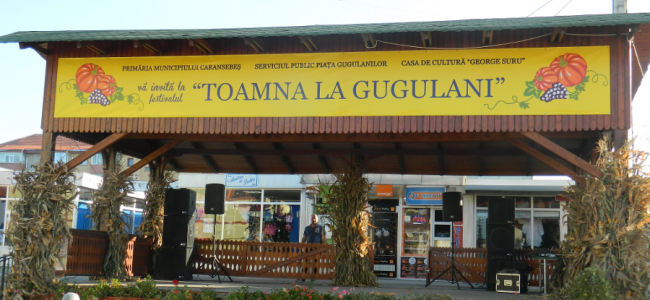 PRIMĂRIA MUNICIPIULUI CARANSEBEŞ SERVICIUL PUBLIC PIAŢA GUGULANILOR CASA DE CULTURĂ "GEORGE SURU"
vă invită la
festivalul
"TOAMNA LA GUGULANI"